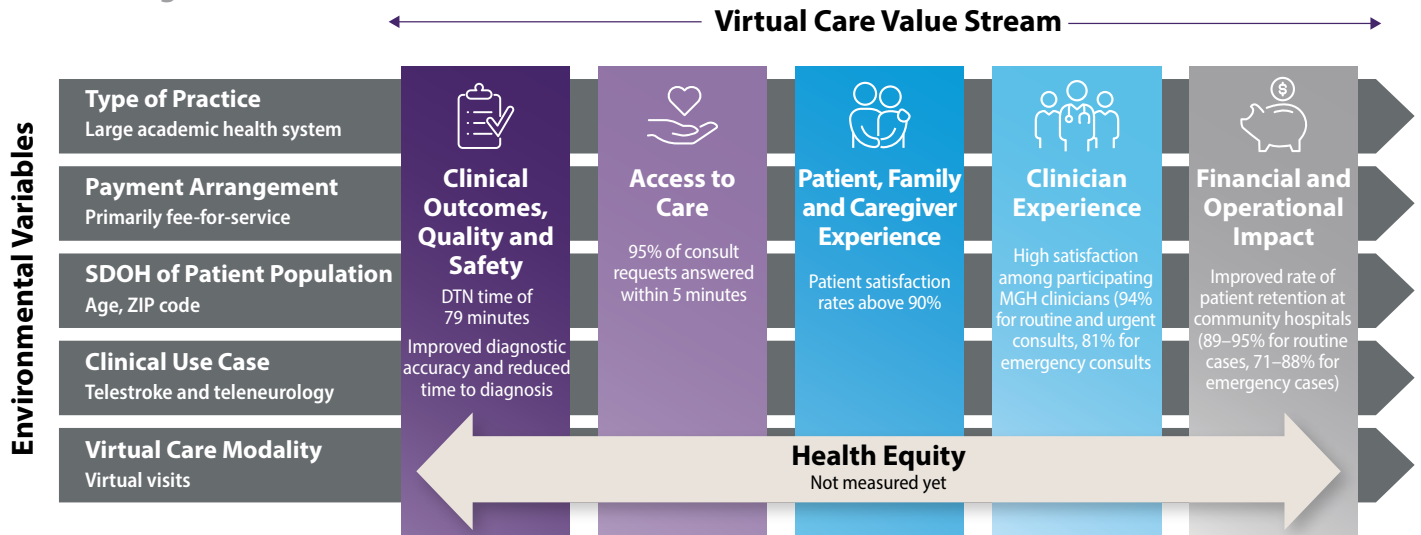 Virtual Care Value Stream
Environmental Variables
Type of Practice
Large academic health system
Payment Arrangement
Primarily fee-for-service
SDOH of Patient Population
Age, ZIP code
Clinical Use Case
Telestroke and teleneurology
Virtual Care Modality
Virtual visits
Clinical
Outcomes,
Quality and
Safety
DTN time of
79 minutes
Improved diagnostic
accuracy and reduced
time to diagnosis
Access to
Care
95% of consult
requests answered
within 5 minutes
Patient, Family
and Caregiver
Experience
Patient satisfaction
rates above 90%
Clinician
Experience
High satisfaction
among participating
MGH clinicians (94%
for routine and urgent
consults, 81% for
emergency consults
$
Financial and
Operational
Impact
Improved rate of
patient retention at
community hospitals
(89–95% for routine
cases, 71–88% for
emergency cases)
Health Equity
Not measured yet